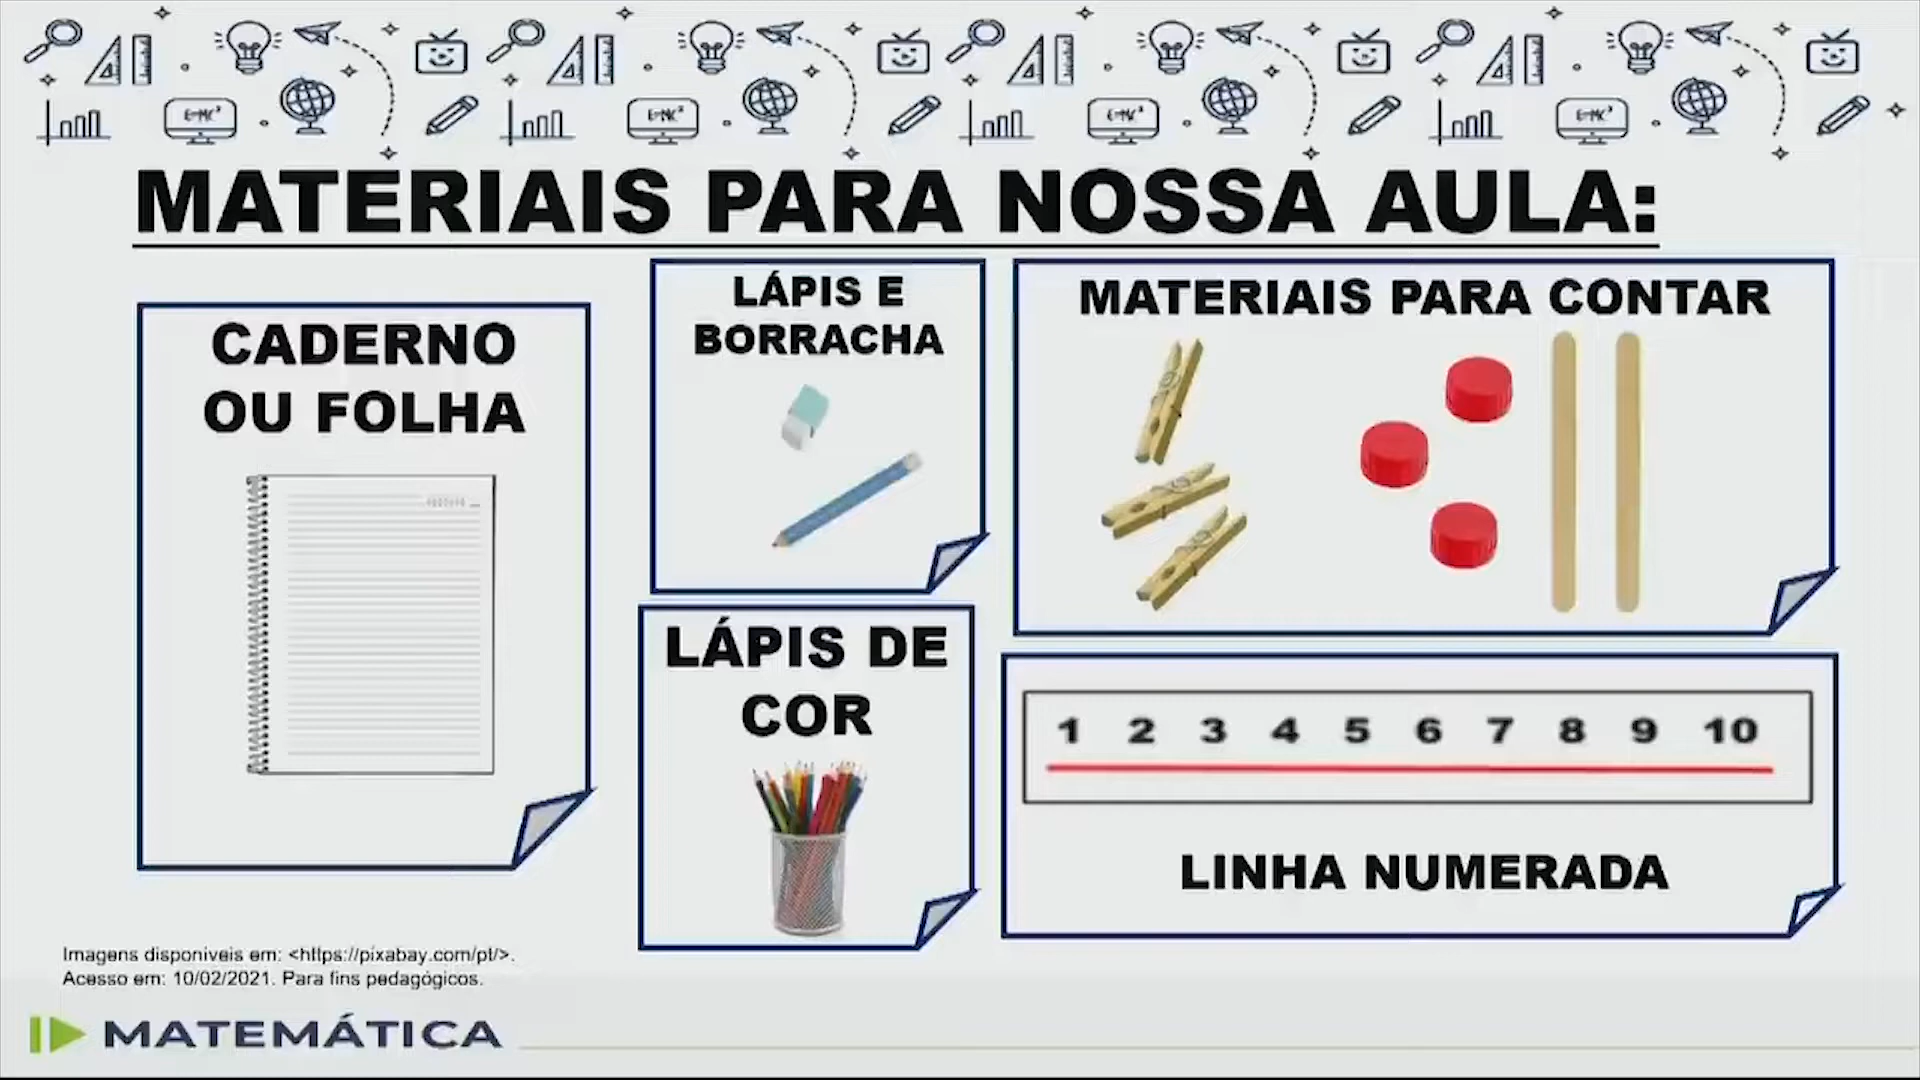 MATERIAIS PARA NOSSA AULA:
CADERNO
OU FOLHA
LÁPIS E
BORRACHA
MATERIAIS PARA CONTAR
LÁPIS DE
COR
1 2 3 4 5 6 7 8 9 10
LINHA NUMERADA
Imagens disponíveis em: <https://pixabay.com/pt/>.
Acesso em: 10/02/2021. Para fins pedagógicos.
MATEMÁTICA